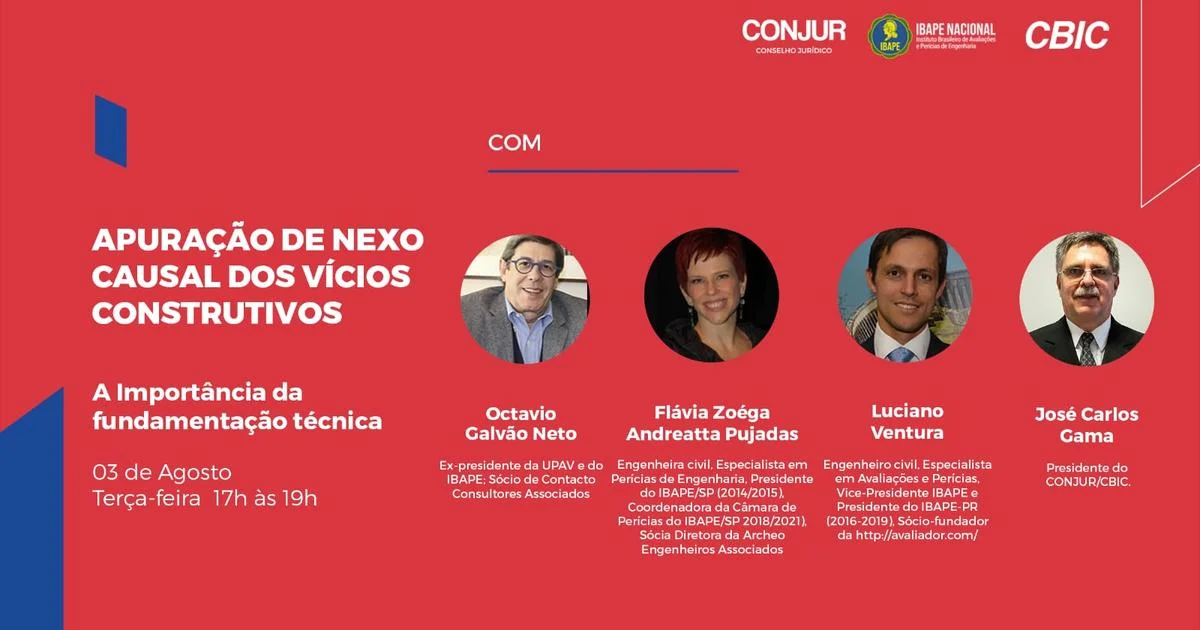 CONJUR
CONSELHO JURÍDICO
IBAPE
IBAPE NACIONAL
Instituto Brasileiro de Avaliações
e Perícias de Engenharia
CBIC
COM
APURAÇÃO DE NEXO
CAUSAL DOS VÍCIOS
CONSTRUTIVOS
A Importância da
fundamentação técnica
03 de Agosto
Terça-feira 17h às 19h
Octavio
Galvão Neto
Ex-presidente da UPAV e do
IBAPE; Sócio de Contacto
Consultores Associados
Flávia Zoéga
Andreatta Pujadas
Engenheira civil, Especialista em
Perícias de Engenharia, Presidente
do IBAPE/SP (2014/2015),
Coordenadora da Câmara de
Perícias do IBAPE/SP 2018/2021),
Sócia Diretora da Archeo
Engenheiros Associados
Luciano
Ventura
Engenheiro civil, Especialista
em Avaliações e Perícias,
Vice-Presidente IBAPE e
Presidente do IBAPE-PR
(2016-2019), Sócio-fundador
da http://avaliador.com/
José Carlos
Gama
Presidente do
CONJUR/CBIC.